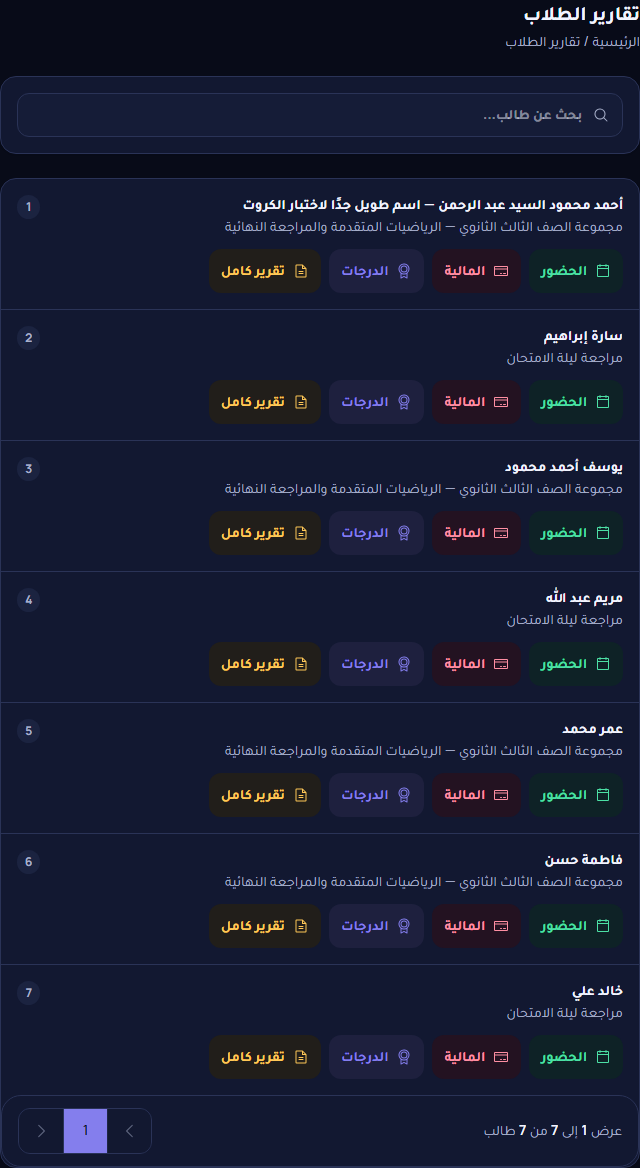 تقارير الطلاب
الرئيسية / تقارير الطلاب
بحث عن طالب...
أحمد محمود السيد عبد الرحمن — اسم طويل جدًا لاختبار الكروت
1
مجموعة الصف الثالث الثانوي — الرياضيات المتقدمة والمراجعة النهائية
الحضور المالية الدرجات تقرير كامل
سارة إبراهيم
2
مراجعة ليلة الامتحان
الحضور المالية الدرجات تقرير كامل
يوسف أحمد محمود
3
مجموعة الصف الثالث الثانوي — الرياضيات المتقدمة والمراجعة النهائية
الحضور المالية الدرجات تقرير كامل
مريم عبد الله
4
مراجعة ليلة الامتحان
الحضور المالية الدرجات تقرير كامل
عمر محمد
5
مجموعة الصف الثالث الثانوي — الرياضيات المتقدمة والمراجعة النهائية
الحضور المالية الدرجات تقرير كامل
فاطمة حسن
6
مجموعة الصف الثالث الثانوي — الرياضيات المتقدمة والمراجعة النهائية
الحضور المالية الدرجات تقرير كامل
خالد علي
7
مراجعة ليلة الامتحان
الحضور المالية الدرجات تقرير كامل
عرض 1 إلى 7 من 7 طالب
1